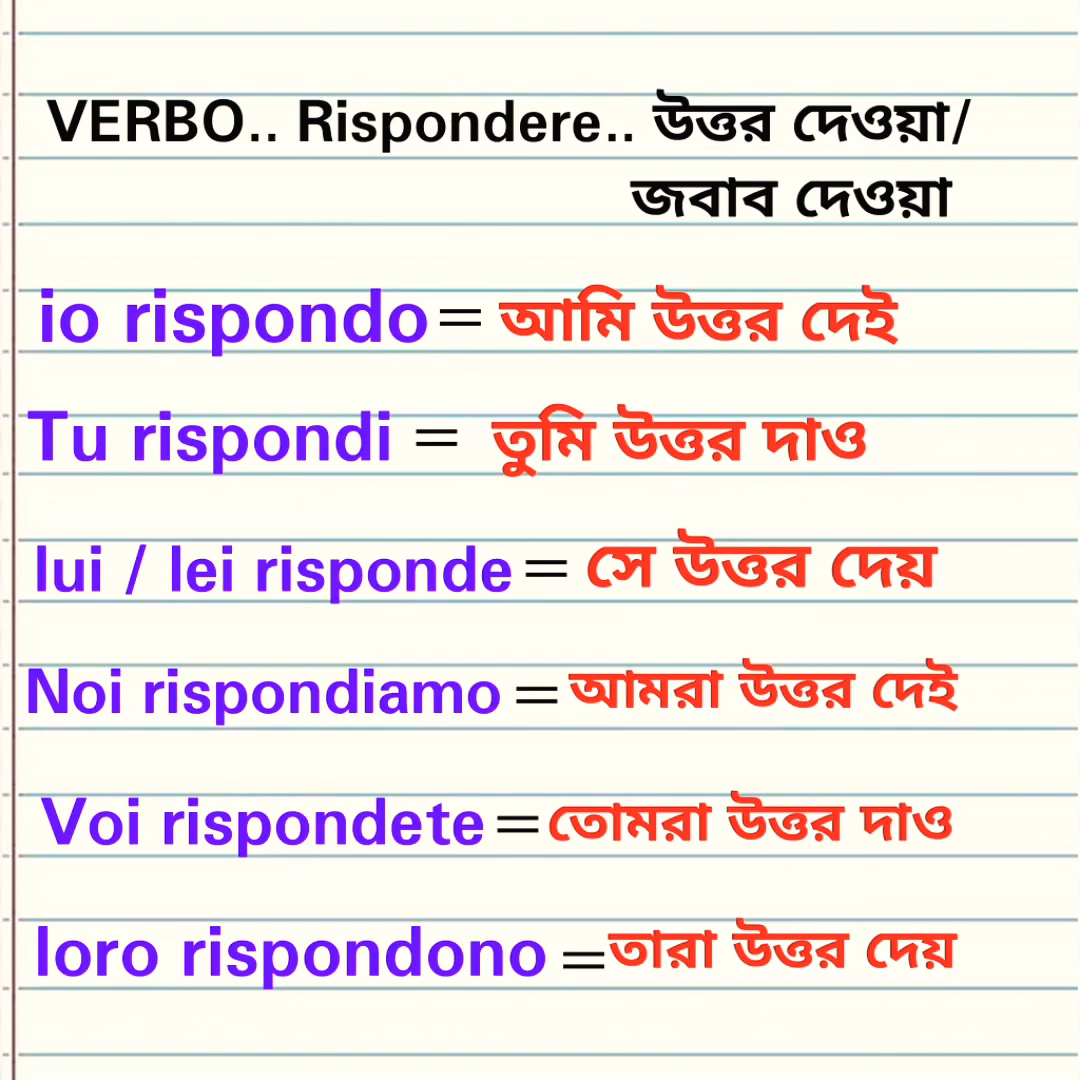 VERBO.. Rispondere.. উত্তর দেওয়া/
জবাব দেওয়া
io rispondo = আমি উত্তর দেই
Tu rispondi = তুমি উত্তর দাও
lui / lei risponde = সে উত্তর দেয়
Noi rispondiamo = আমরা উত্তর দেই
Voi rispondete = তোমরা উত্তর দাও
loro rispondono = তারা উত্তর দেয়